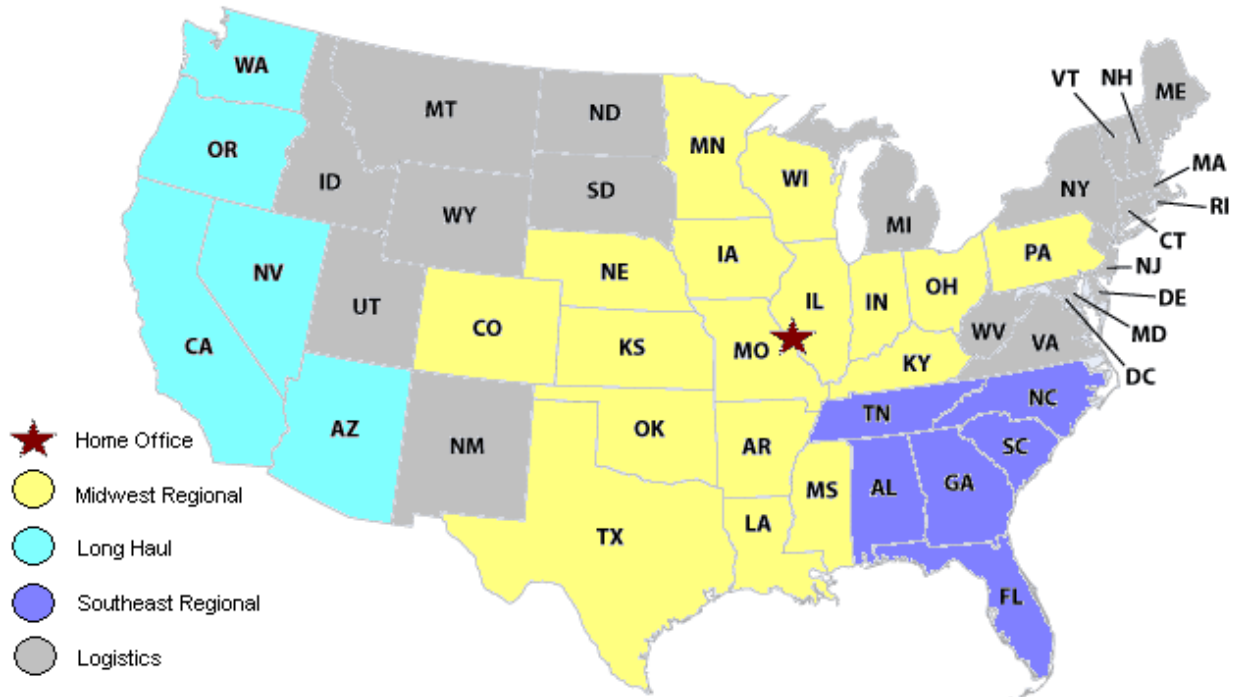 WA
MT
ND
MN
VT
NH
ME
OR
ID
WY
SD
WI
MI
NY
MA
RI
CT
NV
UT
CO
NE
IA
IL
IN
OH
PA
NJ
DE
MD
DC
CA
KS
MO
KY
WV
VA
AZ
NM
OK
AR
TN
NC
SC
TX
LA
MS
AL
GA
FL
Home Office
Midwest Regional
Long Haul
Southeast Regional
Logistics